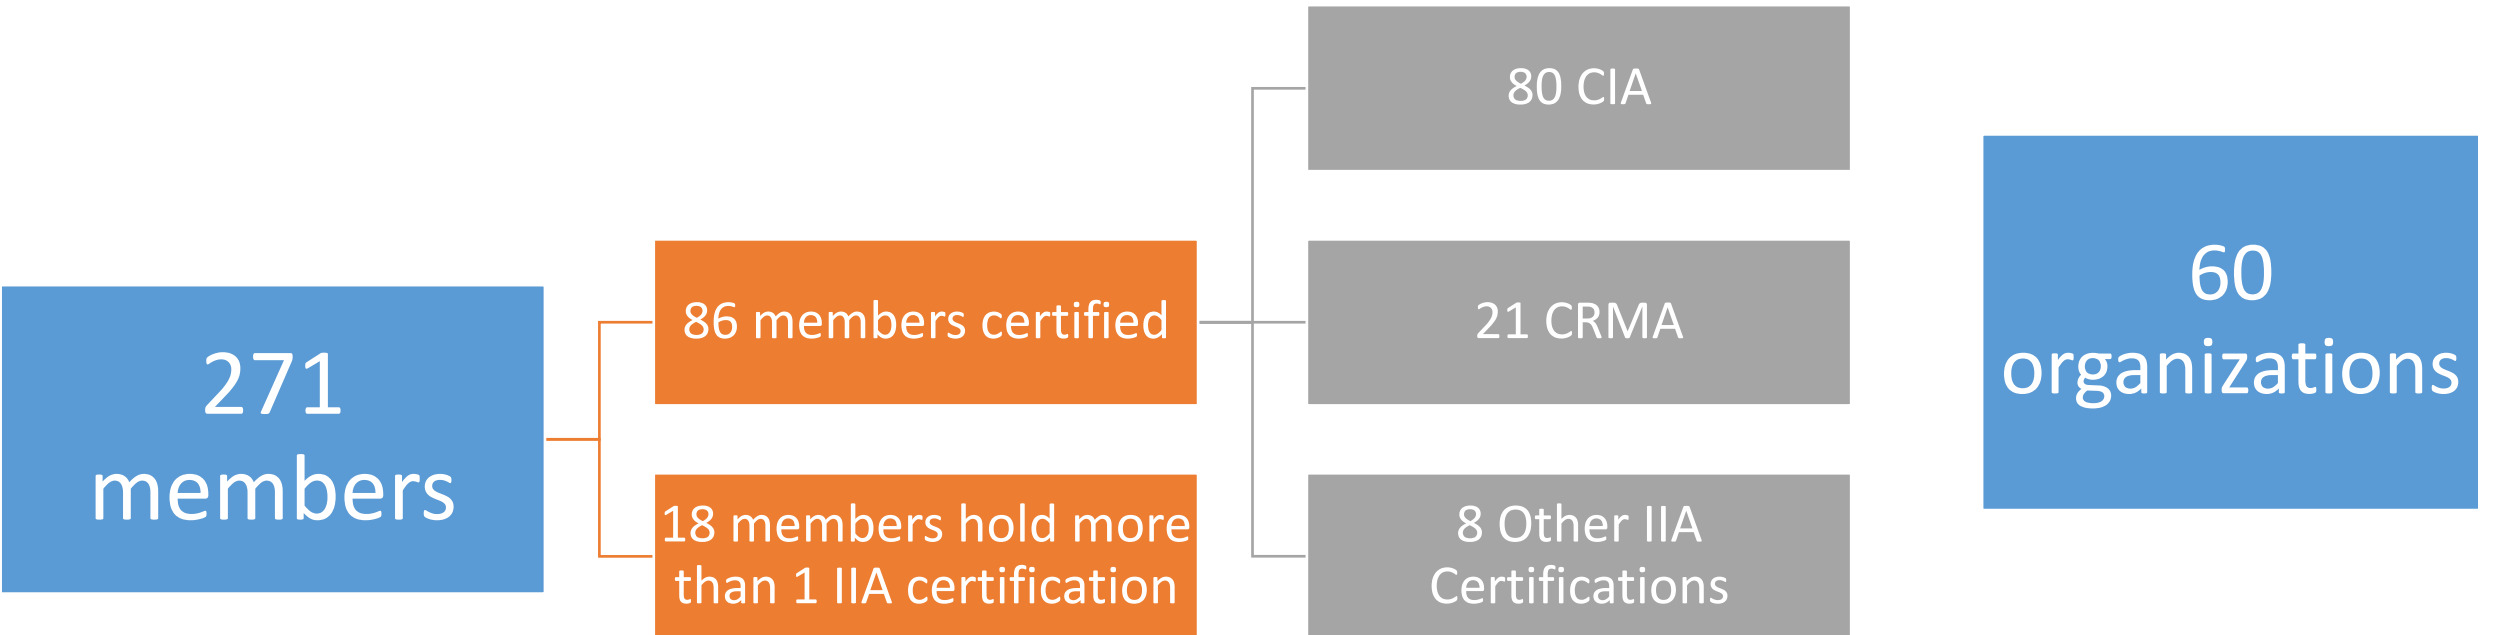 271
members
86 members certified
18 members hold more
than 1 IIA certification
80 CIA
21 CRMA
8 Other IIA
Certifications
60
organizations